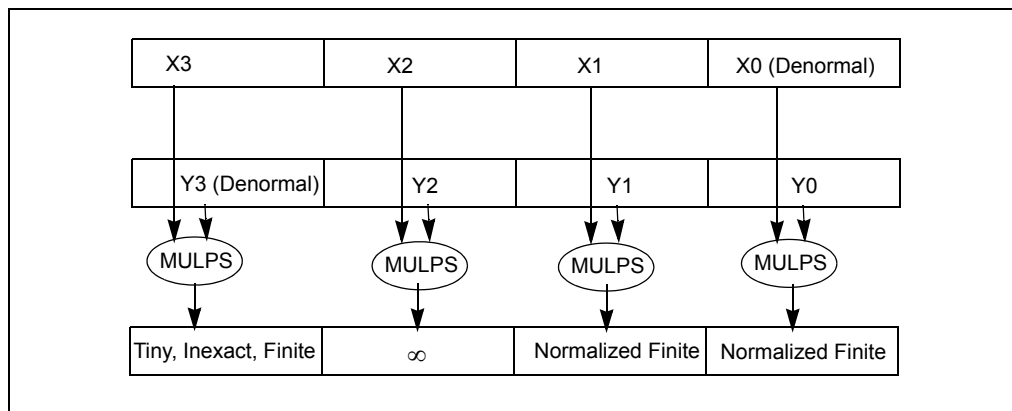 X3 X2 X1 X0 (Denormal)
Y3 (Denormal) Y2 Y1 Y0
MULPS MULPS MULPS MULPS
Tiny, Inexact, Finite ∞ Normalized Finite Normalized Finite